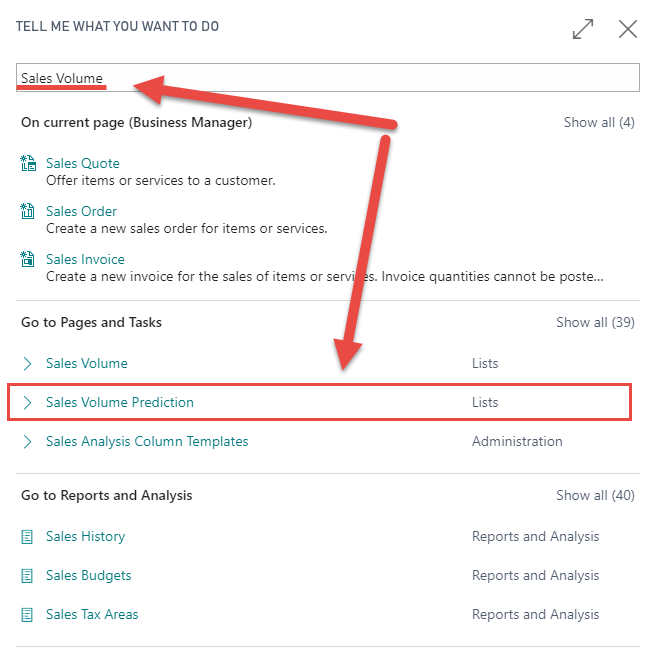 TELL ME WHAT YOU WANT TO DO
Sales Volume
On current page (Business Manager) Show all (4)
Sales Quote
Offer items or services to a customer.
Sales Order
Create a new sales order for items or services.
Sales Invoice
Create a new invoice for the sales of items or services. Invoice quantities cannot be poste...
Go to Pages and Tasks Show all (39)
Sales Volume Lists
Sales Volume Prediction Lists
Sales Analysis Column Templates Administration
Go to Reports and Analysis Show all (40)
Sales History Reports and Analysis
Sales Budgets Reports and Analysis
Sales Tax Areas Reports and Analysis